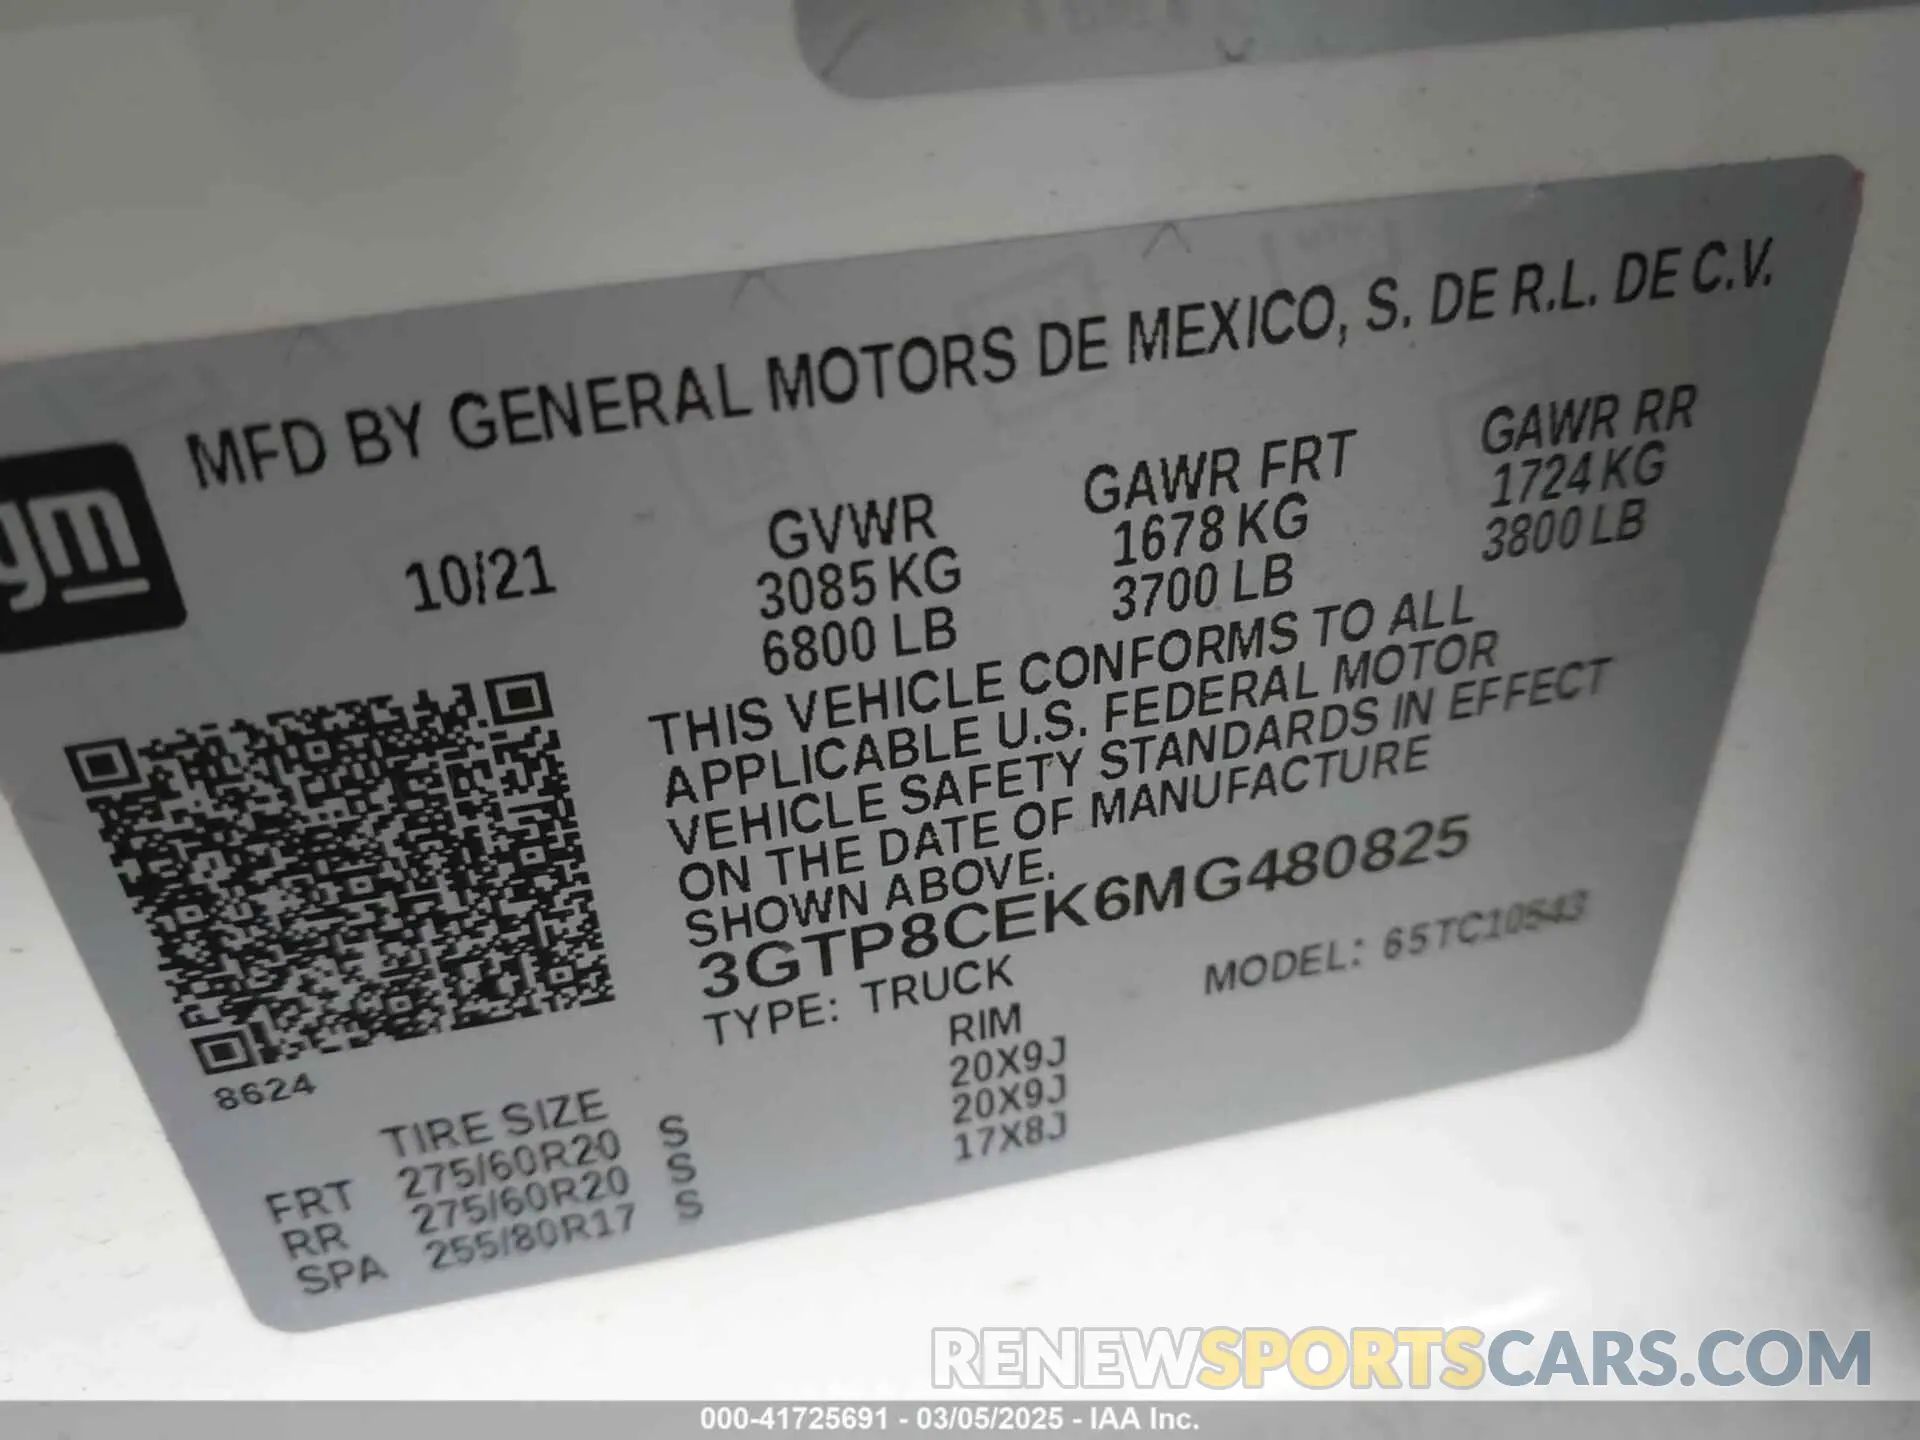 MFD BY GENERAL MOTORS DE MEXICO, S. DE R.L. DE C.V.
gm
10/21
GVWR
3085 KG
6800 LB
GAWR FRT
1678 KG
3700 LB
GAWR RR
1724 KG
3800 LB
THIS VEHICLE CONFORMS TO ALL
APPLICABLE U.S. FEDERAL MOTOR
VEHICLE SAFETY STANDARDS IN EFFECT
ON THE DATE OF MANUFACTURE
SHOWN ABOVE.
3GTP8CEK6MG480825
TYPE: TRUCK
MODEL: 65TC10543
8624
TIRE SIZE
RIM
FRT 275/60R20 S 20X9J
RR 275/60R20 S 20X9J
SPA 255/80R17 S 17X8J
RENEWSPORTSCARS.COM
000-41725691 - 03/05/2025 - IAA Inc.